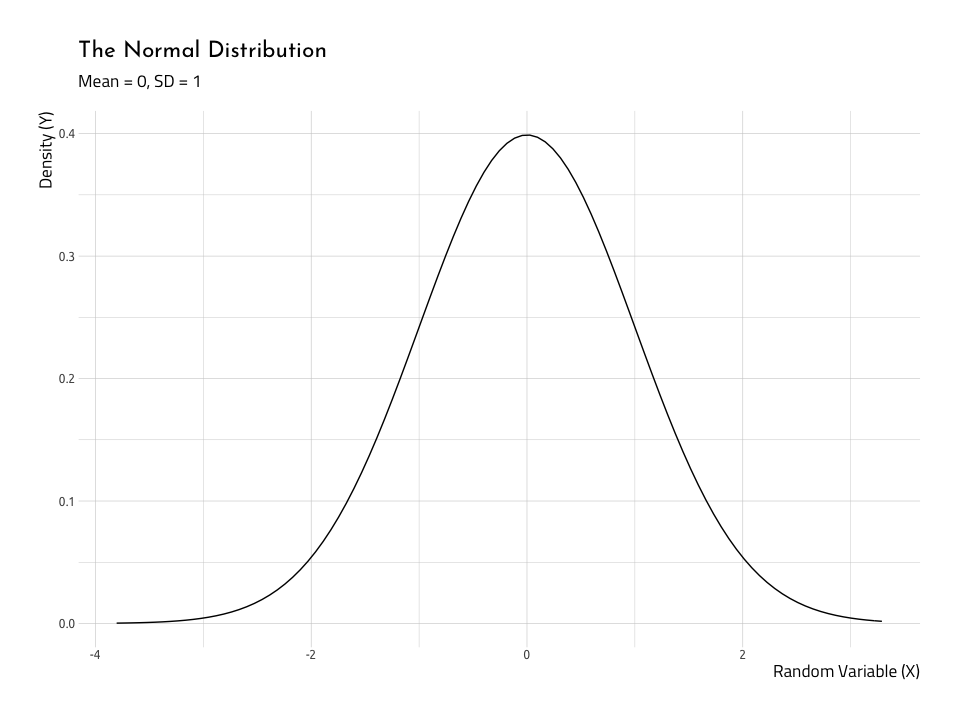 The Normal Distribution
Mean = 0, SD = 1
Density (Y)
0.4
0.3
0.2
0.1
0.0
-4 -2 0 2
Random Variable (X)